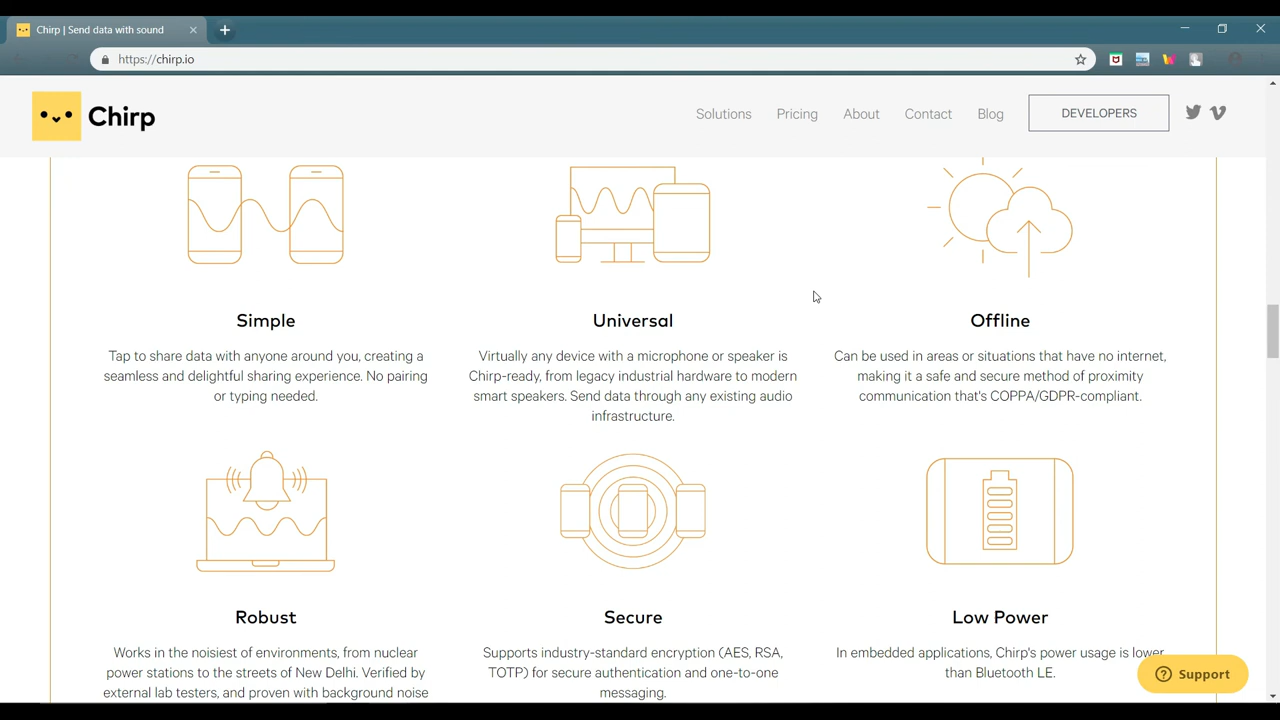 Chirp | Send data with sound
https://chirp.io
Chirp
Solutions
Pricing
About
Contact
Blog
DEVELOPERS
Simple
Tap to share data with anyone around you, creating a
seamless and delightful sharing experience. No pairing
or typing needed.
Universal
Virtually any device with a microphone or speaker is
Chirp-ready, from legacy industrial hardware to modern
smart speakers. Send data through any existing audio
infrastructure.
Offline
Can be used in areas or situations that have no internet,
making it a safe and secure method of proximity
communication that's COPPA/GDPR-compliant.
Robust
Works in the noisiest of environments, from nuclear
power stations to the streets of New Delhi. Verified by
external lab testers, and proven with background noise
Secure
Supports industry-standard encryption (AES, RSA,
TOTP) for secure authentication and one-to-one
messaging.
Low Power
In embedded applications, Chirp's power usage is lower
than Bluetooth LE.
Support